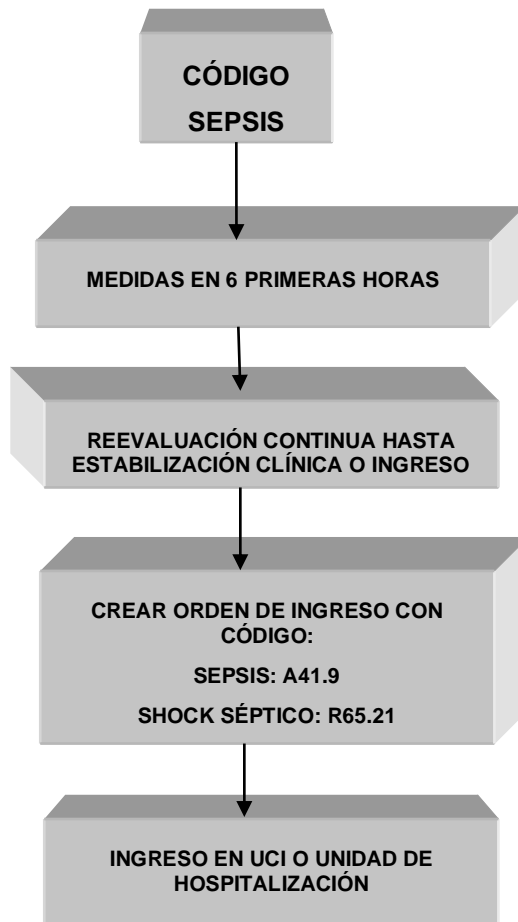 CÓDIGO
SEPSIS
MEDIDAS EN 6 PRIMERAS HORAS
REEVALUACIÓN CONTINUA HASTA
ESTABILIZACIÓN CLÍNICA O INGRESO
CREAR ORDEN DE INGRESO CON
CÓDIGO:
SEPSIS: A41.9
SHOCK SÉPTICO: R65.21
INGRESO EN UCI O UNIDAD DE
HOSPITALIZACIÓN